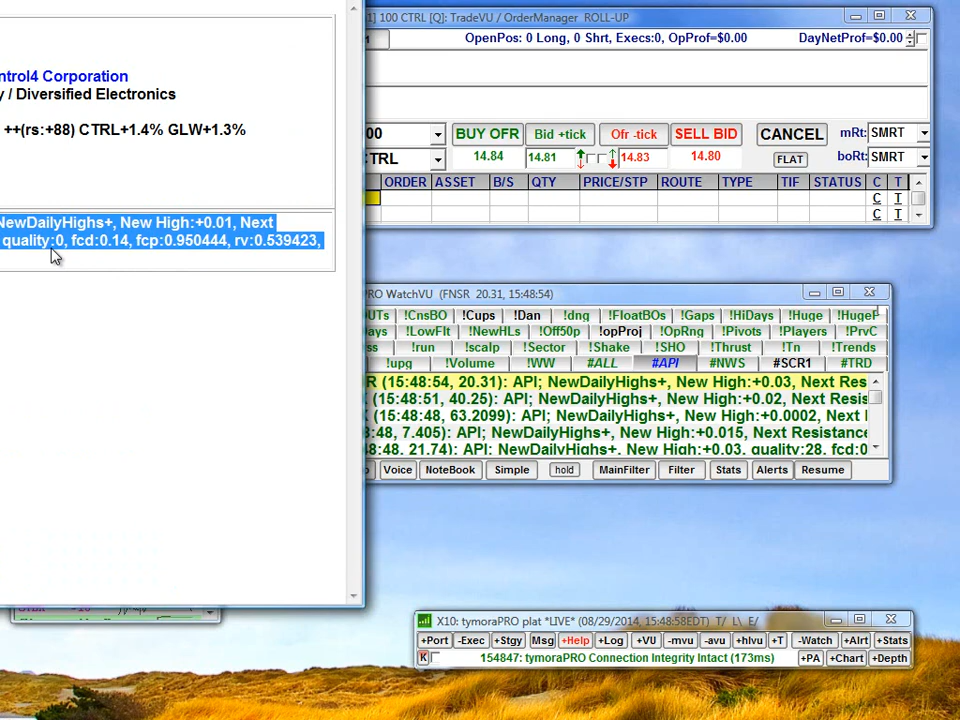 ntrol4 Corporation
y / Diversified Electronics
++(rs:+88) CTRL+1.4% GLW+1.3%
NewDailyHighs+, New High:+0.01, Next
quality:0, fcd:0.14, fcp:0.950444, rv:0.539423,
1] 100 CTRL [Q]: TradeVU / OrderManager ROLL-UP
OpenPos: 0 Long, 0 Shrt, Execs:0, OpProf=$0.00 DayNetProf=$0.00
00 BUY OFR Bid +tick Ofr -tick SELL BID CANCEL mRt: SMRT
CTRL 14.84 14.81 14.83 14.80 FLAT boRt: SMRT
ORDER ASSET B/S QTY PRICE/STP ROUTE TYPE TIF STATUS C T
C T
C T
PRO WatchVU (FNSR 20.31, 15:48:54)
UTs !CnsBO !Cups !Dan !dng !FloatBOs !Gaps !HiDays !Huge !HugeP
ays !LowFlt !NewHLs !Off50p !opProj !OpRng !Pivots !Players !PrvC
ss !run !scalp !Sector !Shake !SHO !Thrust !Tn !Trends
!upg !Volume !WW #ALL #API #NWS #SCR1 #TRD
R (15:48:54, 20.31): API; NewDailyHighs+, New High:+0.03, Next Res
(15:48:51, 40.25): API; NewDailyHighs+, New High:+0.02, Next Resis
(15:48:48, 63.2099): API; NewDailyHighs+, New High:+0.0002, Next
:48, 7.405): API; NewDailyHighs+, New High:+0.015, Next Resistance
:48, 21.74): API; NewDailyHighs+, New High:+0.03, quality:28, fcd:0
Voice NoteBook Simple hold MainFilter Filter Stats Alerts Resume
X10: tymoraPRO plat *LIVE* (08/29/2014, 15:48:58EDT) T/ L\ E/
+Port -Exec +Stgy Msg +Help +Log +VU -mvu -avu +hlvu +T -Watch +Alrt +Stats
K 154847: tymoraPRO Connection Integrity Intact (173ms) +PA +Chart +Depth